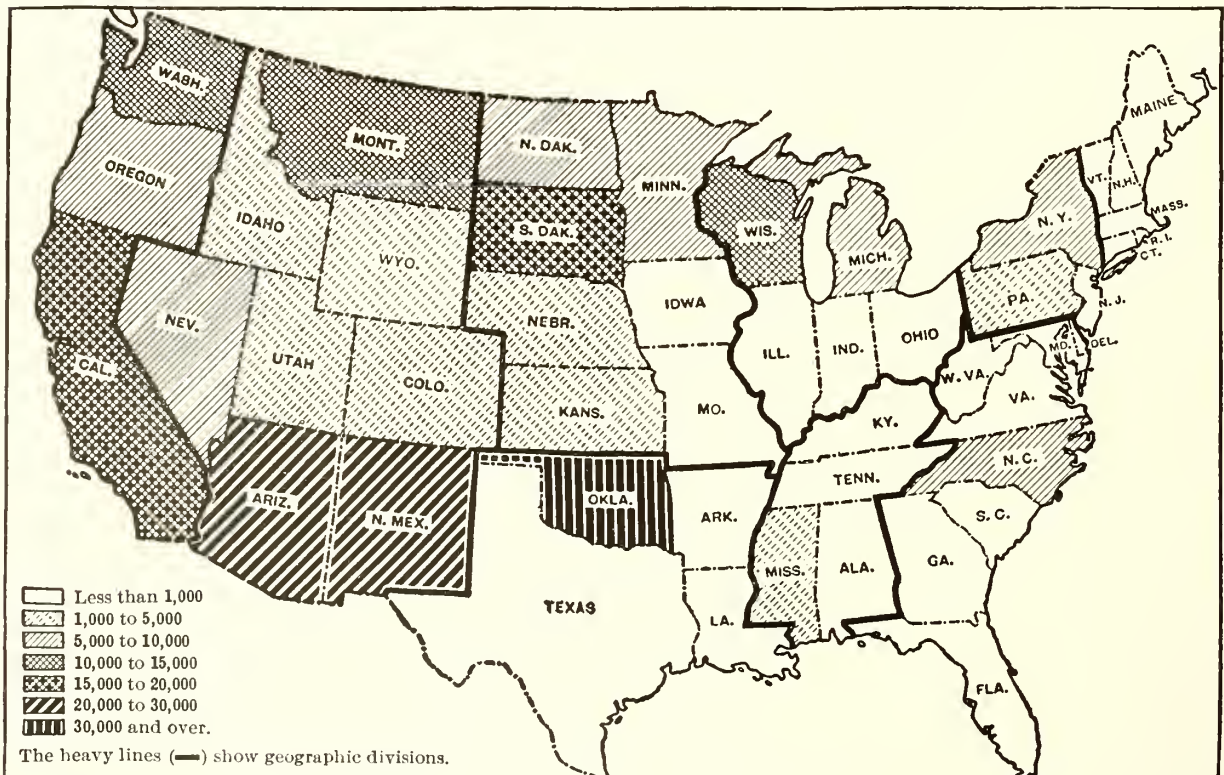 WASH.
MONT.
N. DAK.
MINN.
OREGON
IDAHO
WYO.
S. DAK.
WIS.
MICH.
MAINE
VT.
N.H.
MASS.
N. Y.
R. I.
CT.
NEV.
CAL.
UTAH
COLO.
NEBR.
KANS.
IOWA
ILL.
IND.
OHIO
PA.
N. J.
MD.
DEL.
W. VA.
VA.
MO.
KY.
N. C.
TENN.
S. C.
ARIZ.
N. MEX.
OKLA.
ARK.
MISS.
ALA.
GA.
TEXAS
LA.
FLA.
Less than 1,000
1,000 to 5,000
5,000 to 10,000
10,000 to 15,000
15,000 to 20,000
20,000 to 30,000
30,000 and over.
The heavy lines (▬) show geographic divisions.